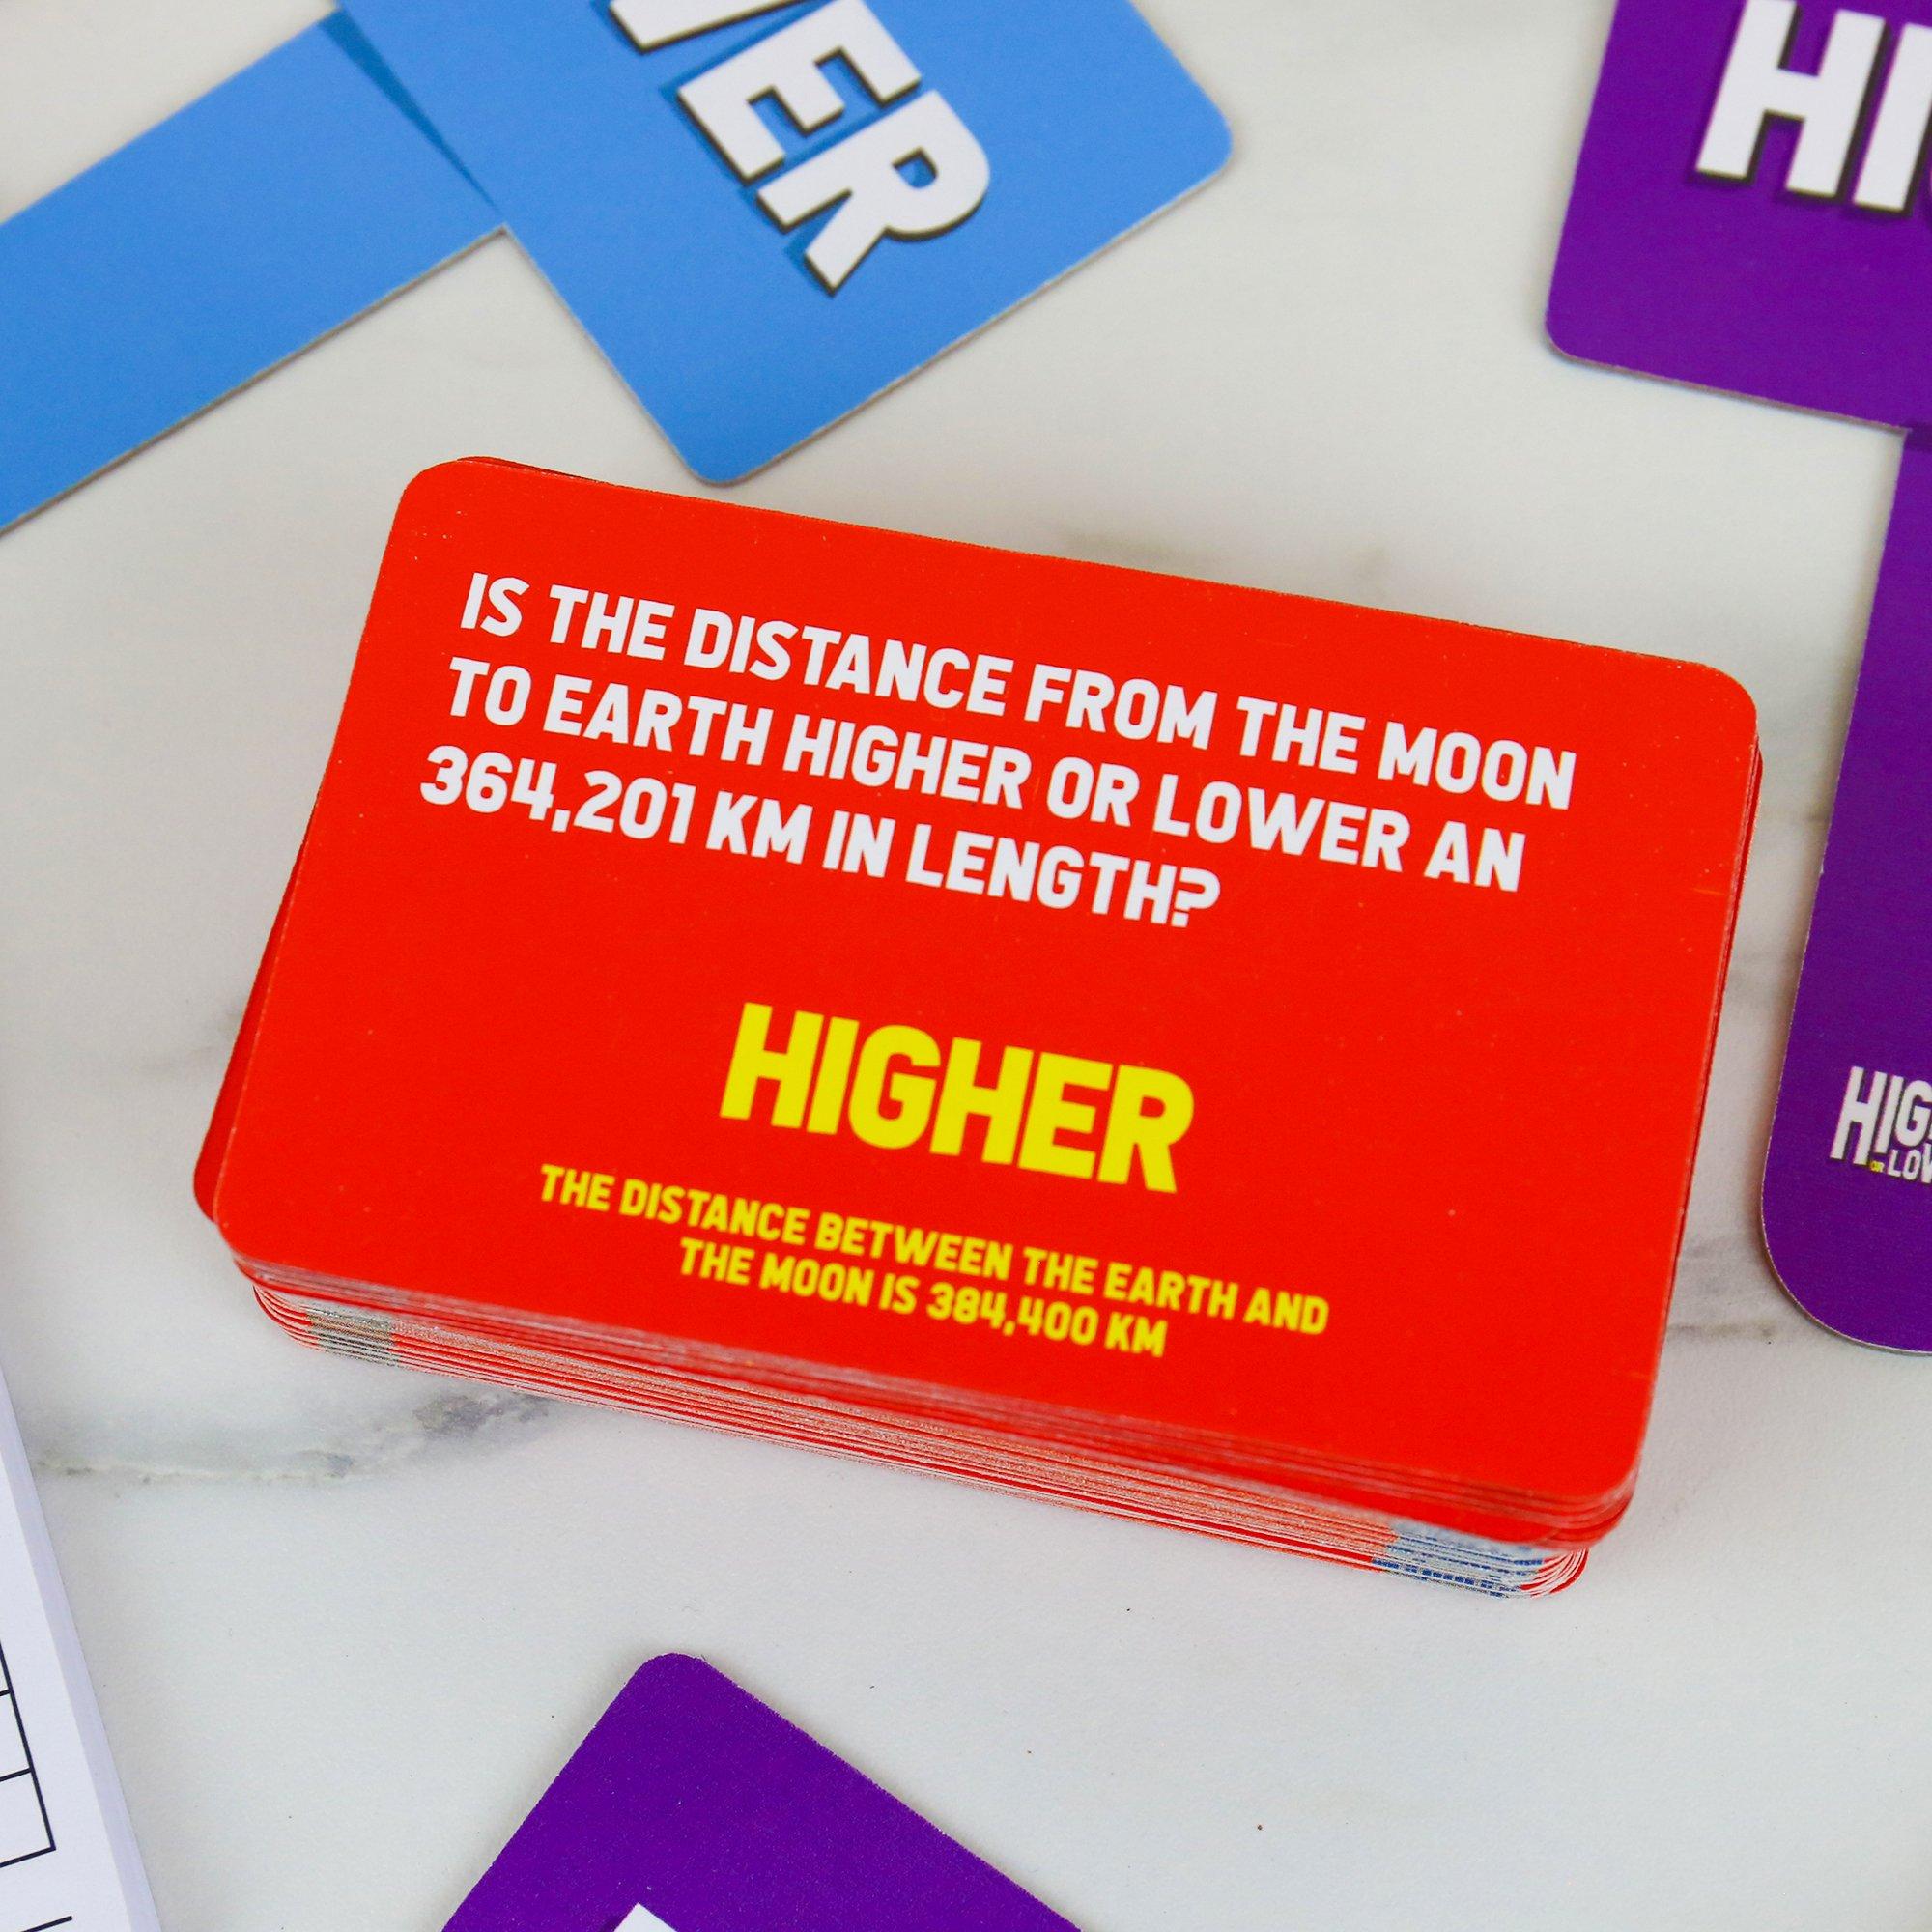 IS THE DISTANCE FROM THE MOON
TO EARTH HIGHER OR LOWER AN
364,201 KM IN LENGTH?
HIGHER
THE DISTANCE BETWEEN THE EARTH AND
THE MOON IS 384,400 KM